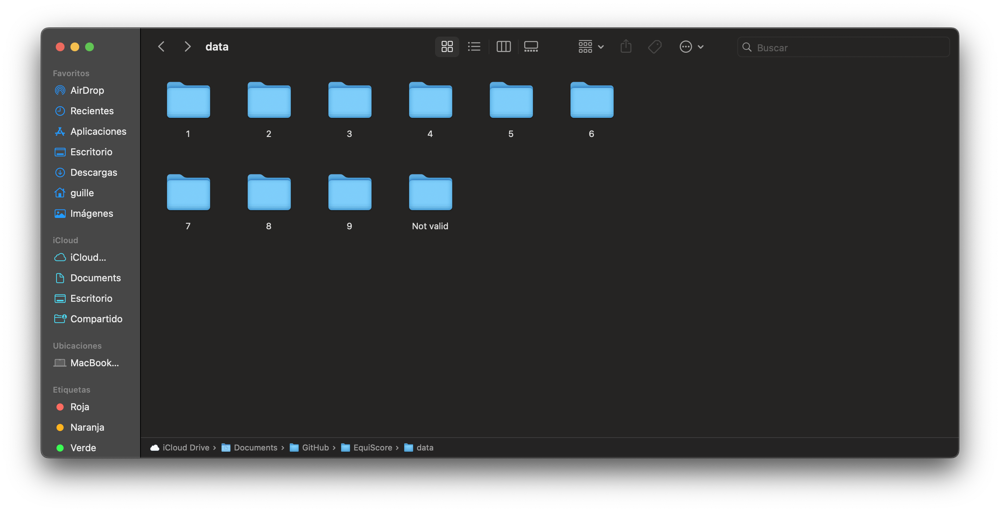 data
Buscar
Favoritos
AirDrop
Recientes
Aplicaciones
Escritorio
Descargas
guille
Imágenes
iCloud
iCloud...
Documents
Escritorio
Compartido
Ubicaciones
MacBook...
Etiquetas
Roja
Naranja
Verde
1 2 3 4 5 6
7 8 9 Not valid
iCloud Drive › Documents › GitHub › EquiScore › data